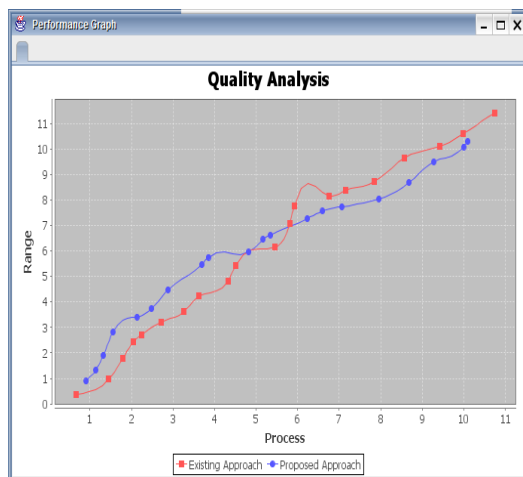 Performance Graph
Quality Analysis
Range
11
10
9
8
7
6
5
4
3
2
1
0
1 2 3 4 5 6 7 8 9 10 11
Process
Existing Approach Proposed Approach